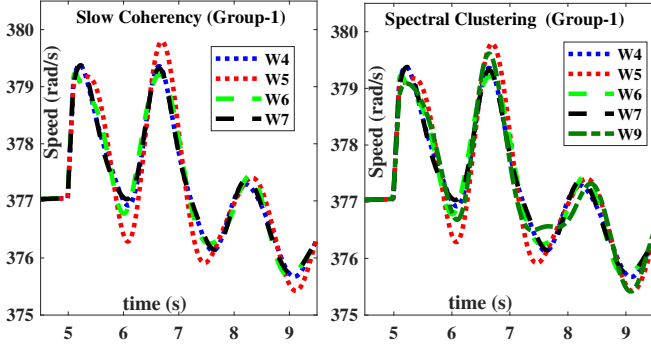 Slow Coherency (Group-1)
380
379
378
377
376
375
Speed (rad/s)
W4
W5
W6
W7
time (s)
5
6
7
8
9
Spectral Clustering (Group-1)
380
379
378
377
376
375
Speed (rad/s)
W4
W5
W6
W7
W9
time (s)
5
6
7
8
9